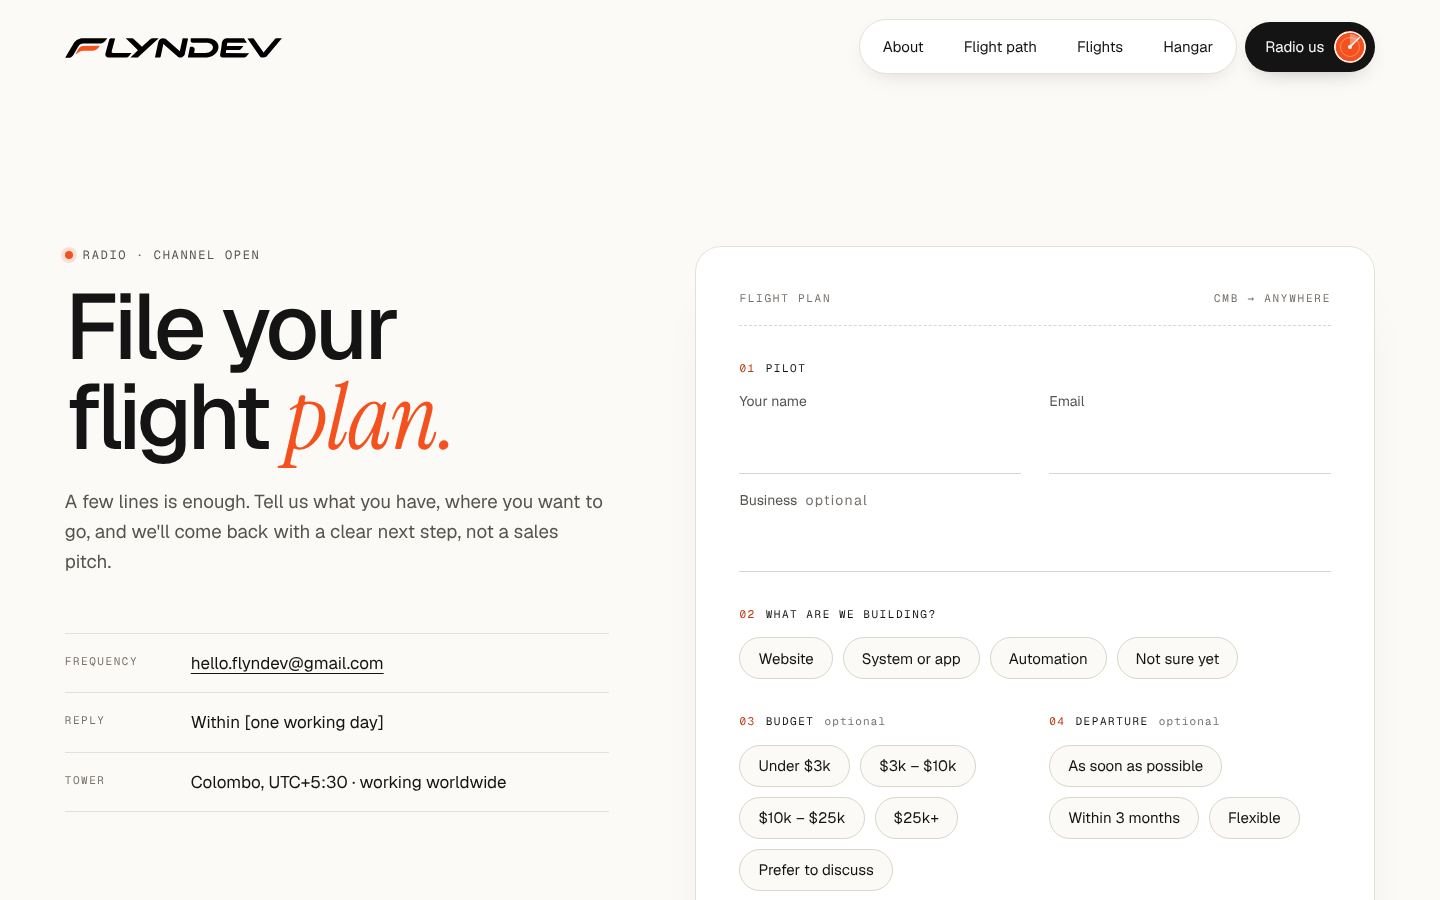 FLYNDEV
About
Flight path
Flights
Hangar
Radio us
RADIO · CHANNEL OPEN
File your
flight plan.
A few lines is enough. Tell us what you have, where you want to
go, and we'll come back with a clear next step, not a sales
pitch.
FREQUENCY
hello.flyndev@gmail.com
REPLY
Within [one working day]
TOWER
Colombo, UTC+5:30 · working worldwide
FLIGHT PLAN
CMB → ANYWHERE
01 PILOT
Your name
Email
Business optional
02 WHAT ARE WE BUILDING?
Website
System or app
Automation
Not sure yet
03 BUDGET optional
Under $3k
$3k – $10k
$10k – $25k
$25k+
Prefer to discuss
04 DEPARTURE optional
As soon as possible
Within 3 months
Flexible